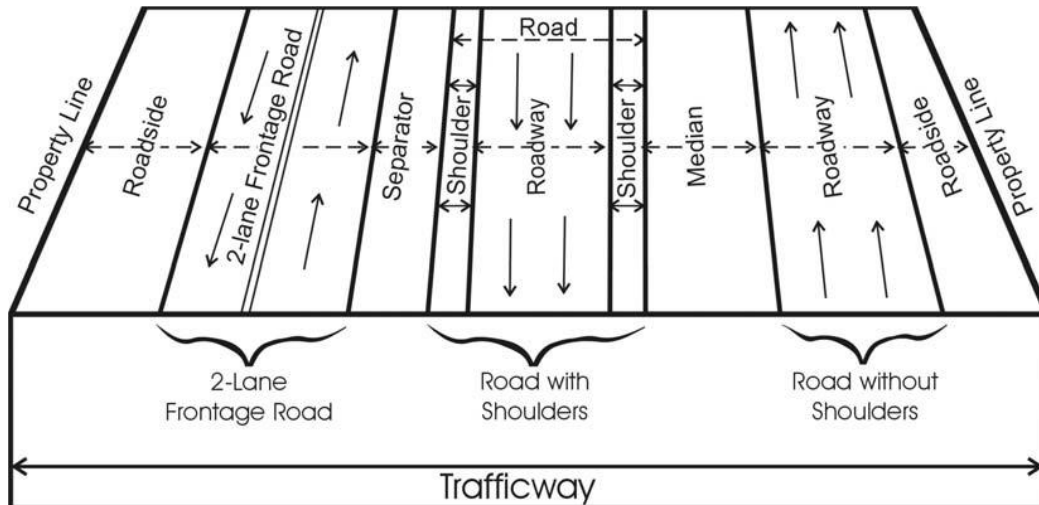 Road
Property Line
Roadside
2-lane Frontage Road
Separator
Shoulder
Roadway
Shoulder
Median
Roadway
Roadside
Property Line
2-Lane
Frontage Road
Road with
Shoulders
Road without
Shoulders
Trafficway